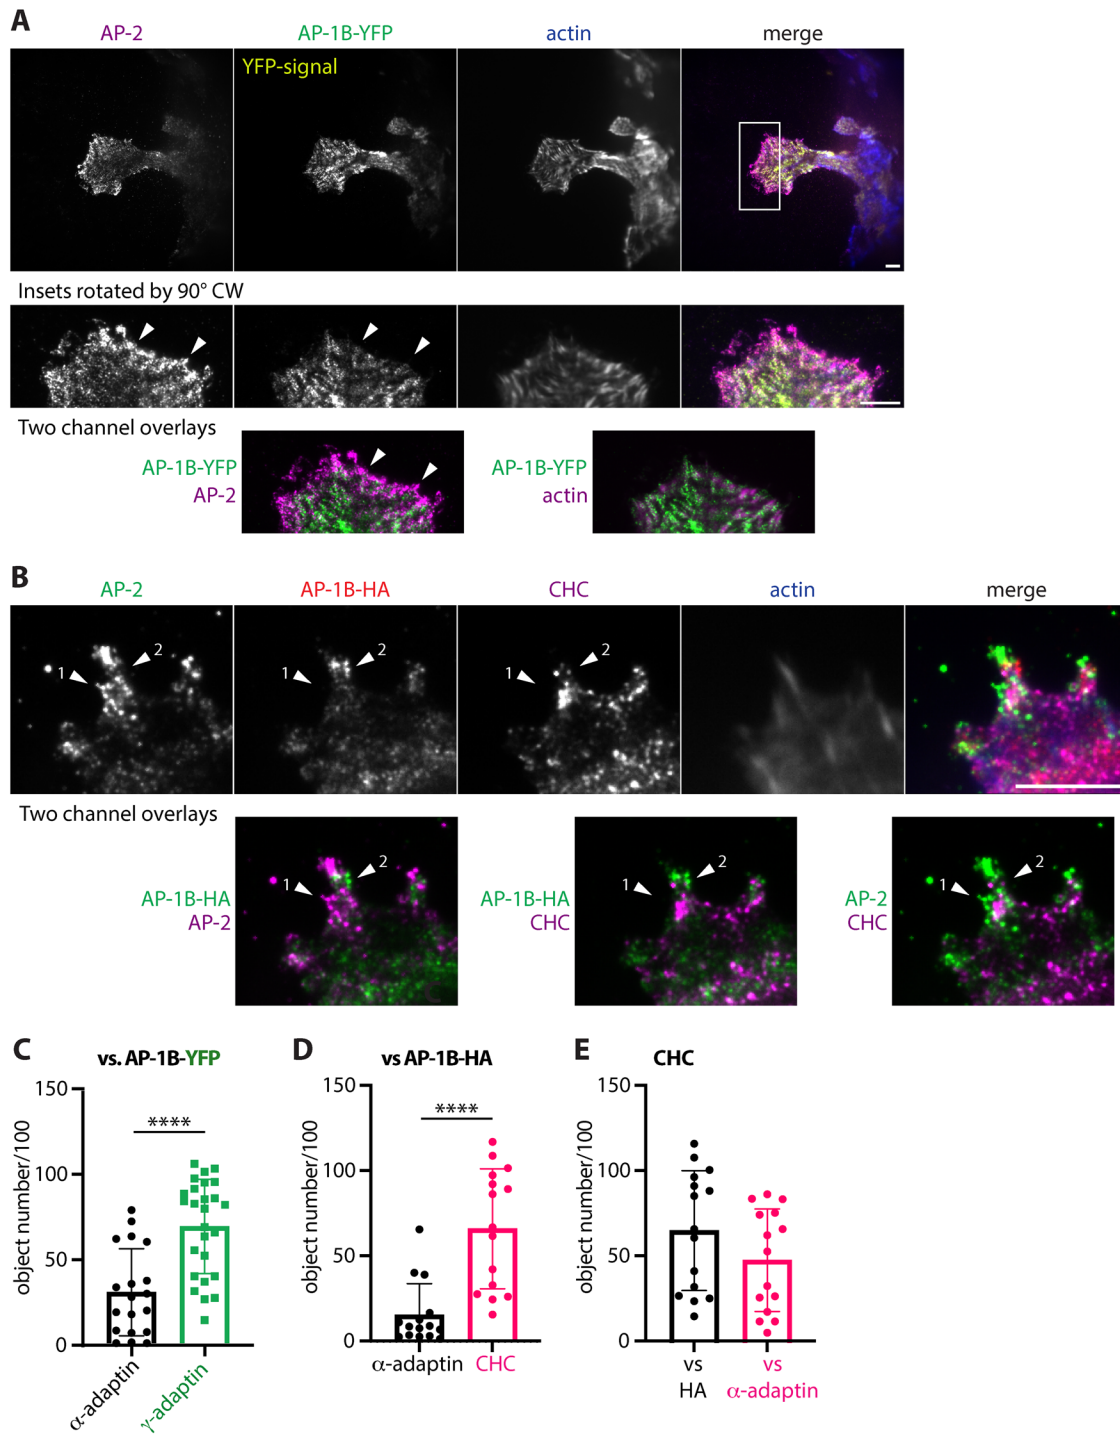 A
AP-2 AP-1B-YFP actin merge
YFP-signal
Insets rotated by 90° CW
Two channel overlays
AP-1B-YFP
AP-2
AP-1B-YFP
actin
B
AP-2 AP-1B-HA CHC actin merge
1 2 1 2 1 2
Two channel overlays
1 2 1 2 1 2
AP-1B-HA
AP-2
AP-1B-HA
CHC
AP-2
CHC
C
vs. AP-1B-YFP
object number/100
150
100
50
0
****
α-adaptin
γ-adaptin
D
vs AP-1B-HA
object number/100
150
100
50
0
****
α-adaptin
CHC
E
CHC
object number/100
150
100
50
0
vs
HA
vs
α-adaptin